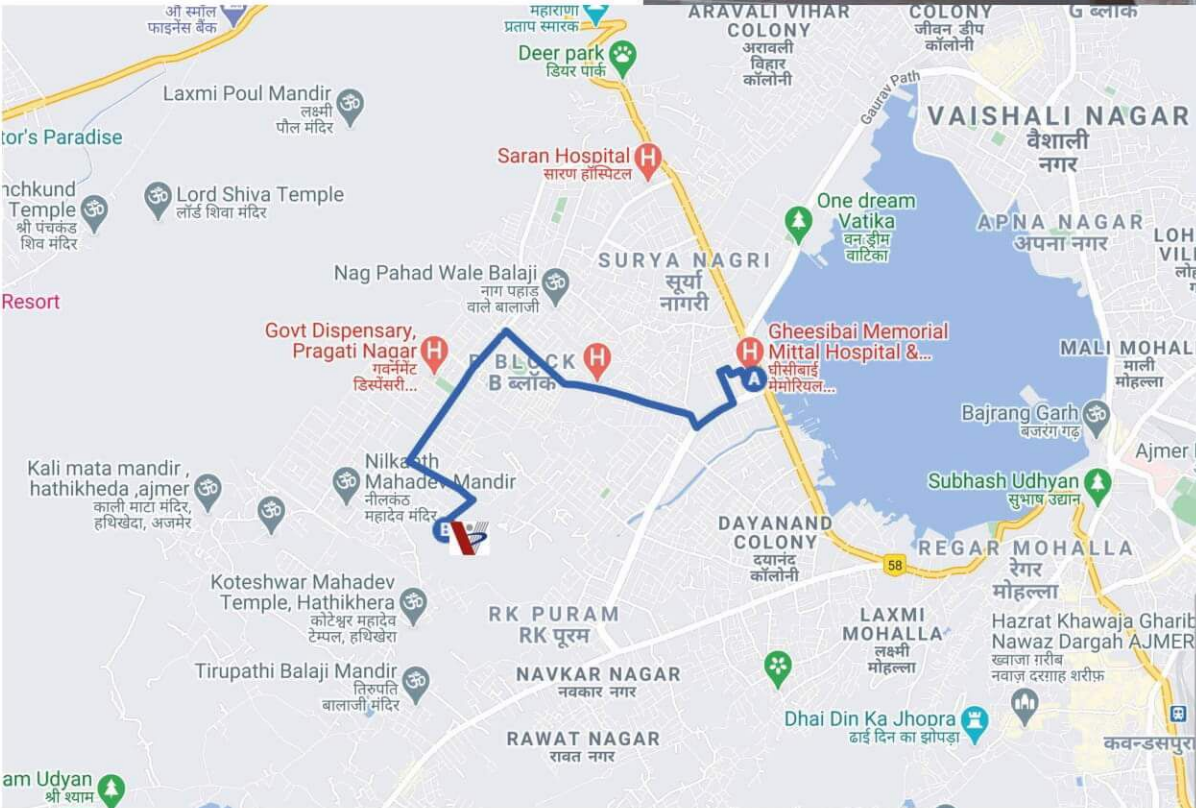 औ स्मॉल
फाइनेंस बैंक
महाराणा
प्रताप स्मारक
ARAVALI VIHAR
COLONY
अरावली
विहार
कॉलोनी
COLONY
जीवन डीप
कॉलोनी
G ब्लॉक
Deer park
डियर पार्क
Laxmi Poul Mandir
लक्ष्मी
पौल मंदिर
Gaurav Path
VAISHALI NAGAR
वैशाली
नगर
tor's Paradise
Saran Hospital
सारण हॉस्पिटल
H
nchkund
Temple
श्री पंचकंड
शिव मंदिर
Lord Shiva Temple
लॉर्ड शिवा मंदिर
One dream
Vatika
वन ड्रीम
वाटिका
APNA NAGAR
अपना नगर
LOH
VILL
SURYA NAGRI
सूर्या
नागरी
Nag Pahad Wale Balaji
नाग पहाड़
वाले बालाजी
Resort
Govt Dispensary,
Pragati Nagar
गवर्नमेंट
डिस्पेंसरी...
H
BLOCK
B ब्लॉक
H
H
Gheesibai Memorial
Mittal Hospital &...
घीसीबाई
मेमोरियल...
A
MALI MOHAL
माली
मोहल्ला
Bajrang Garh
बजरंग गढ़
Ajmer
Kali mata mandir ,
hathikheda ,ajmer
काली माटा मंदिर,
हथिखेदा, अजमेर
Nilkanth
Mahadev Mandir
नीलकंठ
महादेव मंदिर
B
Subhash Udhyan
सुभाष उद्यान
DAYANAND
COLONY
दयानंद
कॉलोनी
58
REGAR MOHALLA
रेगर
मोहल्ला
Koteshwar Mahadev
Temple, Hathikhera
कोटेश्वर महादेव
टेम्पल, हथिखेरा
RK PURAM
RK पूरम
LAXMI
MOHALLA
लक्ष्मी
मोहल्ला
Hazrat Khawaja Gharib
Nawaz Dargah AJMER
ख्वाजा ग़रीब
नवाज़ दरग़ाह शरीफ़
Tirupathi Balaji Mandir
तिरुपति
बालाजी मंदिर
NAVKAR NAGAR
नवकार नगर
Dhai Din Ka Jhopra
ढाई दिन का झोपड़ा
RAWAT NAGAR
रावत नगर
कवन्डसपुरा
am Udyan
श्री श्याम